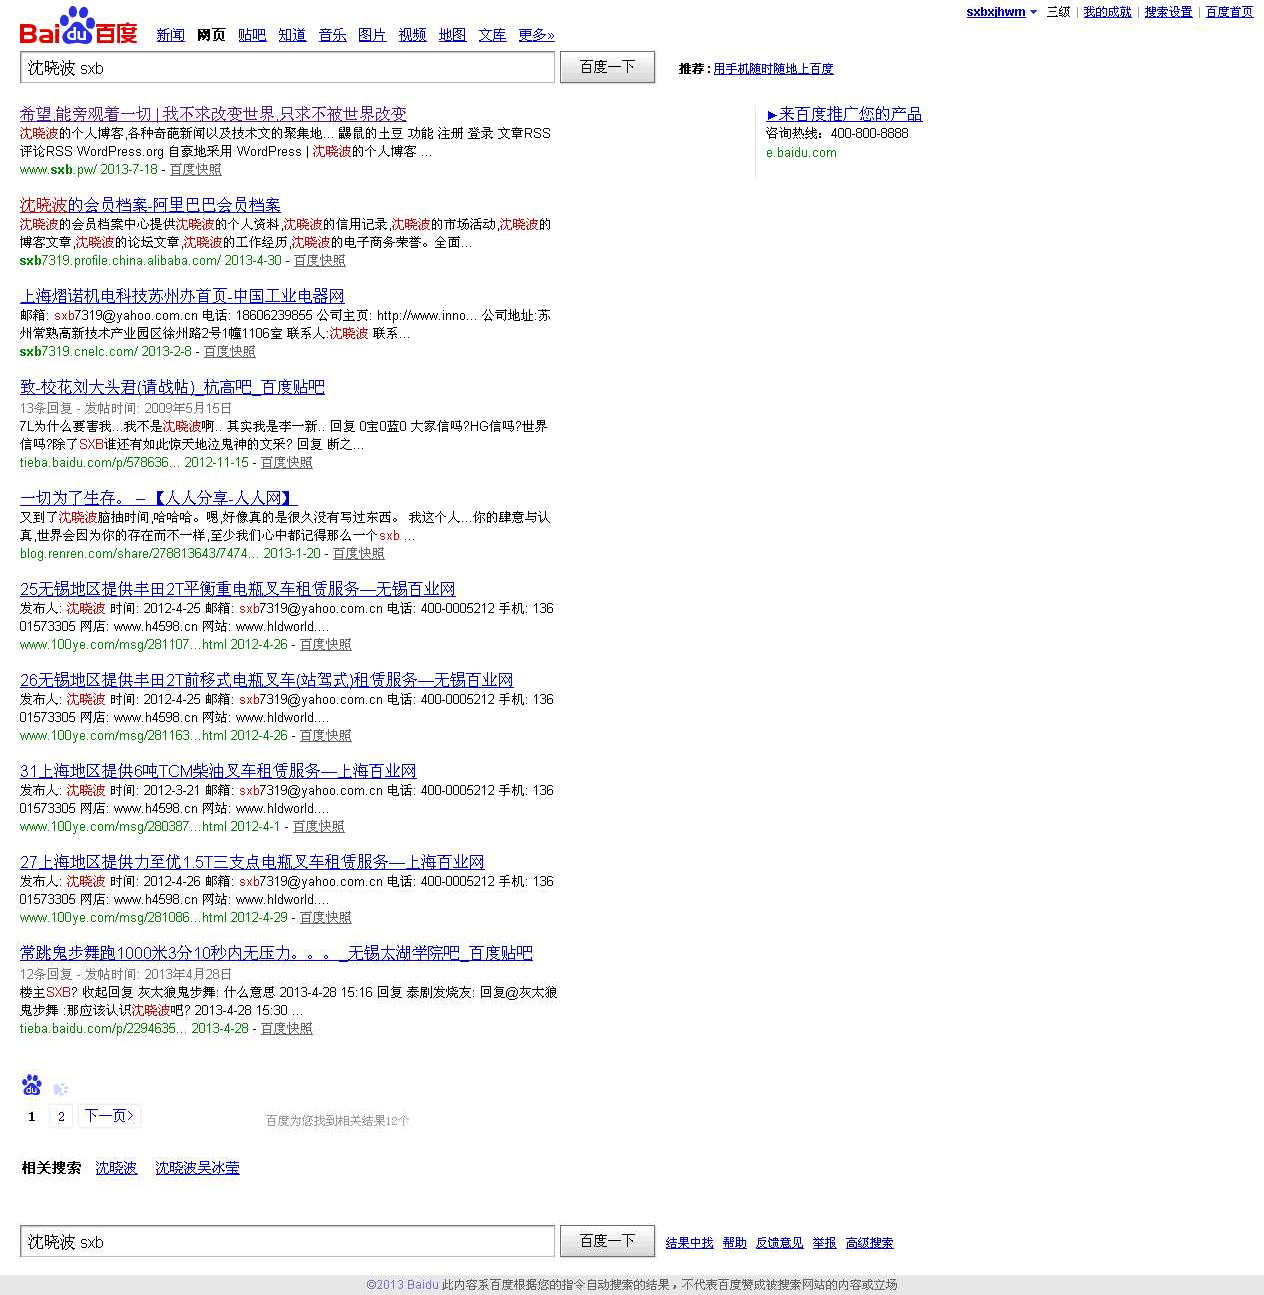 sxbxjhwm 三级 | 我的成就 | 搜索设置 | 百度首页
Bai du 百度 新闻 网页 贴吧 知道 音乐 图片 视频 地图 文库 更多»
沈晓波 sxb 百度一下 推荐 : 用手机随时随地上百度
希望,能旁观着一切 | 我不求改变世界,只求不被世界改变
沈晓波的个人博客,各种奇葩新闻以及技术文的聚集地... 鼹鼠的土豆 功能 注册 登录 文章RSS
评论RSS WordPress.org 自豪地采用 WordPress | 沈晓波的个人博客 ...
www.sxb.pw/ 2013-7-18 - 百度快照
►来百度推广您的产品
咨询热线：400-800-8888
e.baidu.com
沈晓波的会员档案-阿里巴巴会员档案
沈晓波的会员档案中心提供沈晓波的个人资料,沈晓波的信用记录,沈晓波的市场活动,沈晓波的
博客文章,沈晓波的论坛文章,沈晓波的工作经历,沈晓波的电子商务荣誉。全面...
sxb7319.profile.china.alibaba.com/ 2013-4-30 - 百度快照
上海熠诺机电科技苏州办首页-中国工业电器网
邮箱: sxb7319@yahoo.com.cn 电话: 18606239855 公司主页: http://www.inno... 公司地址:苏
州常熟高新技术产业园区徐州路2号1幢1106室 联系人:沈晓波 联系...
sxb7319.cnelc.com/ 2013-2-8 - 百度快照
致-校花刘大头君(请战帖)_杭高吧_百度贴吧
13条回复 - 发帖时间: 2009年5月15日
7L为什么要害我...我不是沈晓波啊.. 其实我是李一新.. 回复 0宝0蓝0 大家信吗?HG信吗?世界
信吗?除了SXB谁还有如此惊天地泣鬼神的文采? 回复 断之...
tieba.baidu.com/p/578636... 2012-11-15 - 百度快照
一切为了生存。 – 【人人分享-人人网】
又到了沈晓波脑抽时间,哈哈哈。嗯,好像真的是很久没有写过东西。 我这个人...你的肆意与认
真,世界会因为你的存在而不一样,至少我们心中都记得那么一个sxb ...
blog.renren.com/share/278813643/7474... 2013-1-20 - 百度快照
25无锡地区提供丰田2T平衡重电瓶叉车租赁服务—无锡百业网
发布人: 沈晓波 时间: 2012-4-25 邮箱: sxb7319@yahoo.com.cn 电话: 400-0005212 手机: 136
01573305 网店: www.h4598.cn 网站: www.hldworld....
www.100ye.com/msg/281107...html 2012-4-26 - 百度快照
26无锡地区提供丰田2T前移式电瓶叉车(站驾式)租赁服务—无锡百业网
发布人: 沈晓波 时间: 2012-4-25 邮箱: sxb7319@yahoo.com.cn 电话: 400-0005212 手机: 136
01573305 网店: www.h4598.cn 网站: www.hldworld....
www.100ye.com/msg/281163...html 2012-4-26 - 百度快照
31上海地区提供6吨TCM柴油叉车租赁服务—上海百业网
发布人: 沈晓波 时间: 2012-3-21 邮箱: sxb7319@yahoo.com.cn 电话: 400-0005212 手机: 136
01573305 网店: www.h4598.cn 网站: www.hldworld....
www.100ye.com/msg/280387...html 2012-4-1 - 百度快照
27上海地区提供力至优1.5T三支点电瓶叉车租赁服务—上海百业网
发布人: 沈晓波 时间: 2012-4-26 邮箱: sxb7319@yahoo.com.cn 电话: 400-0005212 手机: 136
01573305 网店: www.h4598.cn 网站: www.hldworld....
www.100ye.com/msg/281086...html 2012-4-29 - 百度快照
常跳鬼步舞跑1000米3分10秒内无压力。。。_无锡太湖学院吧_百度贴吧
12条回复 - 发帖时间: 2013年4月28日
楼主SXB? 收起回复 灰太狼鬼步舞: 什么意思 2013-4-28 15:16 回复 泰剧发烧友: 回复@灰太狼
鬼步舞 :那应该认识沈晓波吧? 2013-4-28 15:30 ...
tieba.baidu.com/p/2294635... 2013-4-28 - 百度快照
du
1 2 下一页> 百度为您找到相关结果12个
相关搜索 沈晓波 沈晓波吴冰莹
沈晓波 sxb 百度一下 结果中找 帮助 反馈意见 举报 高级搜索
©2013 Baidu 此内容系百度根据您的指令自动搜索的结果，不代表百度赞成被搜索网站的内容或立场